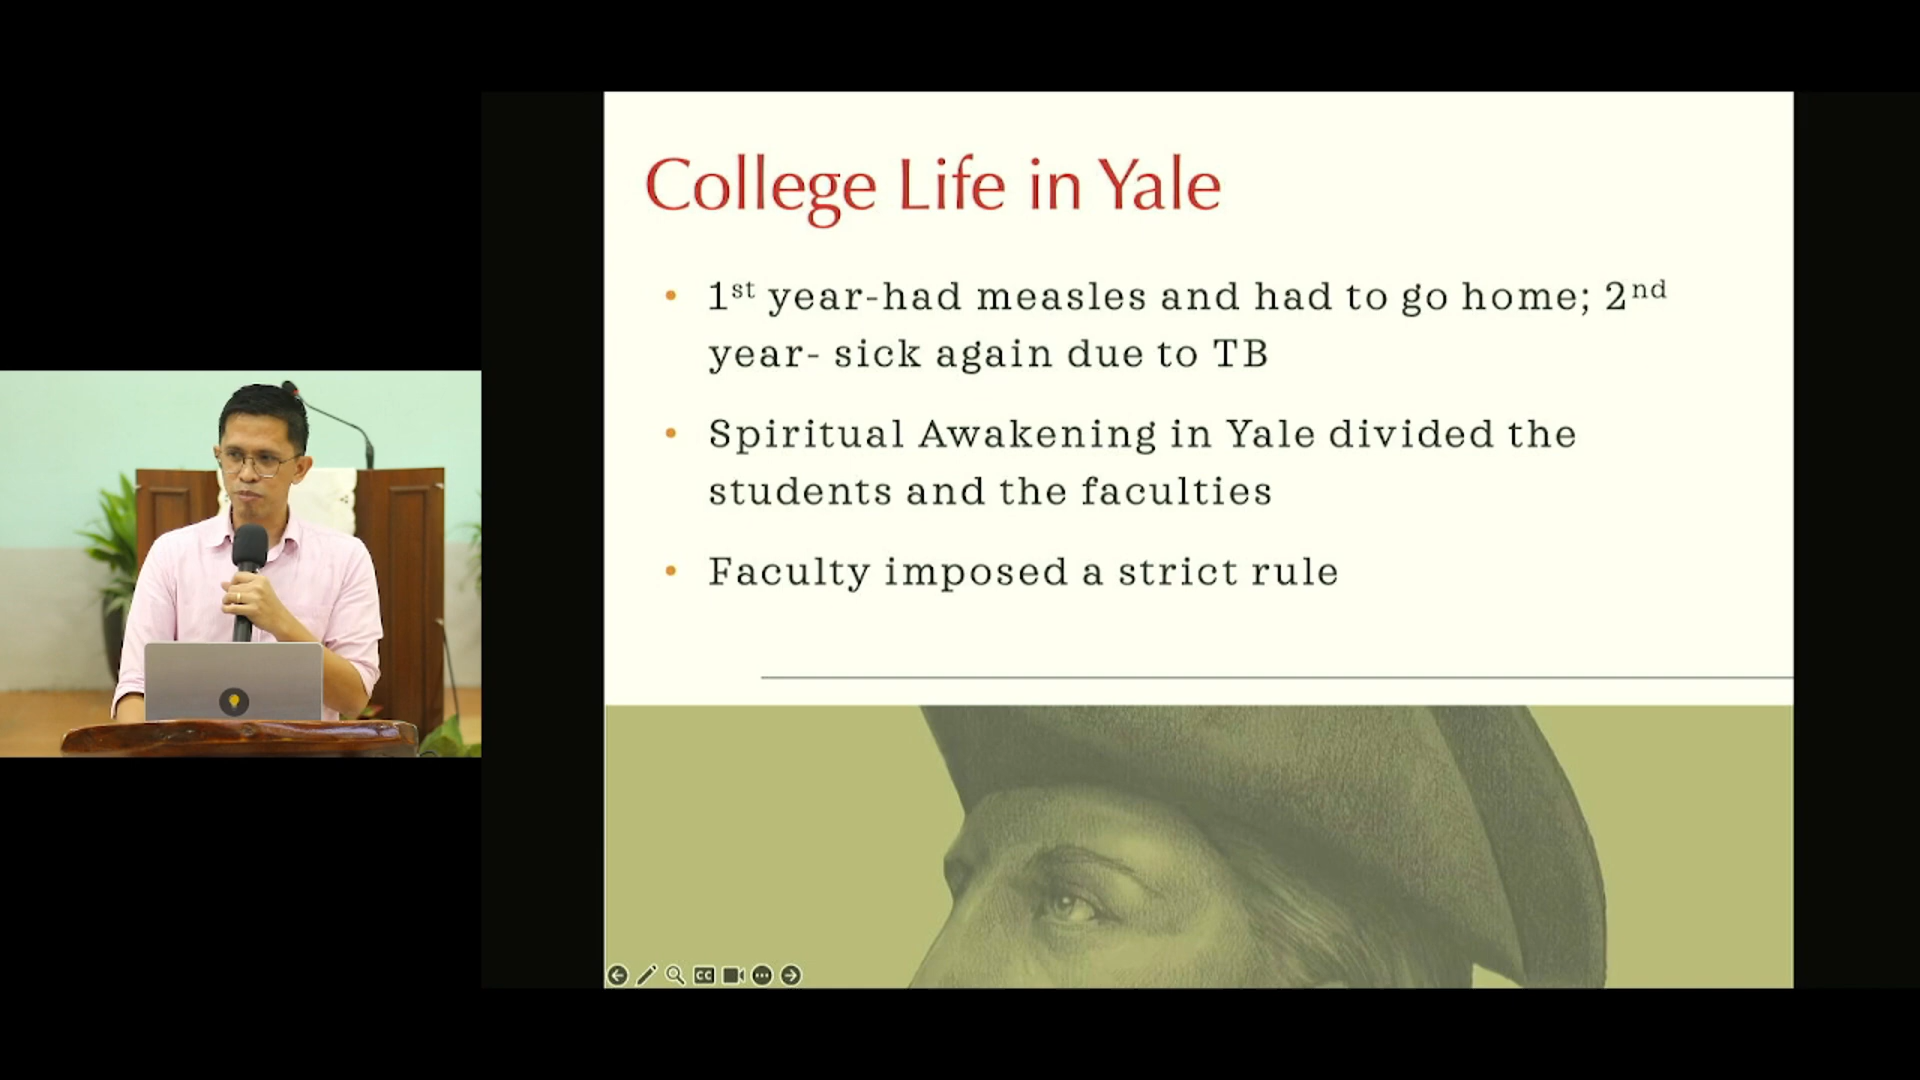 College Life in Yale
• 1st year-had measles and had to go home; 2nd
year- sick again due to TB
• Spiritual Awakening in Yale divided the
students and the faculties
• Faculty imposed a strict rule
CC